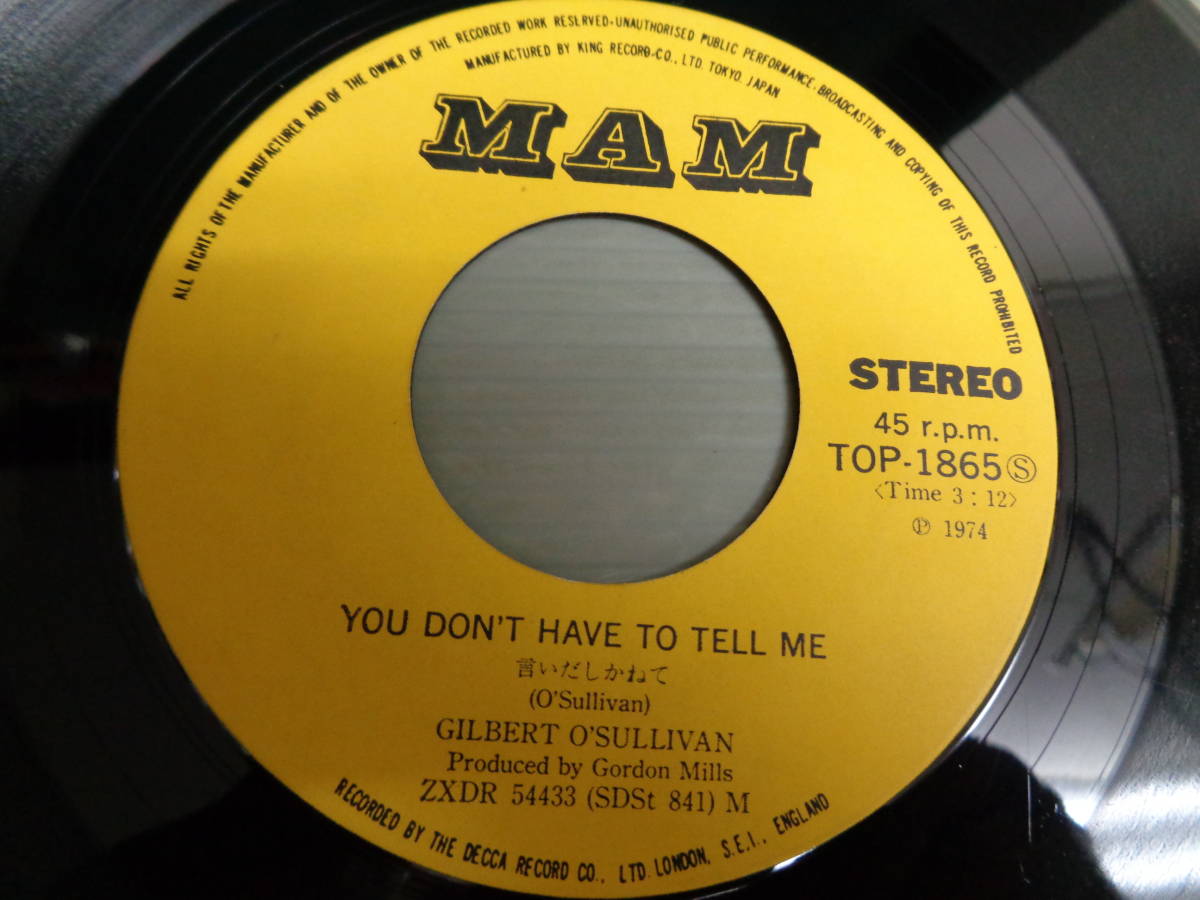 ALL RIGHTS OF THE MANUFACTURER AND OF THE OWNER OF THE RECORDED WORK RESERVED·UNAUTHORISED PUBLIC PERFORMANCE·BROADCASTING AND COPYING OF THIS RECORD PROHIBITED
MANUFACTURED BY KING RECORD CO., LTD. TOKYO. JAPAN
MAM
STEREO
45 r.p.m.
TOP-1865Ⓢ
〈Time 3 : 12〉
℗ 1974
YOU DON'T HAVE TO TELL ME
言いだしかねて
(O'Sullivan)
GILBERT O'SULLIVAN
Produced by Gordon Mills
ZXDR 54433 (SDSt 841) M
RECORDED BY THE DECCA RECORD CO., LTD. LONDON. S.E.I., ENGLAND